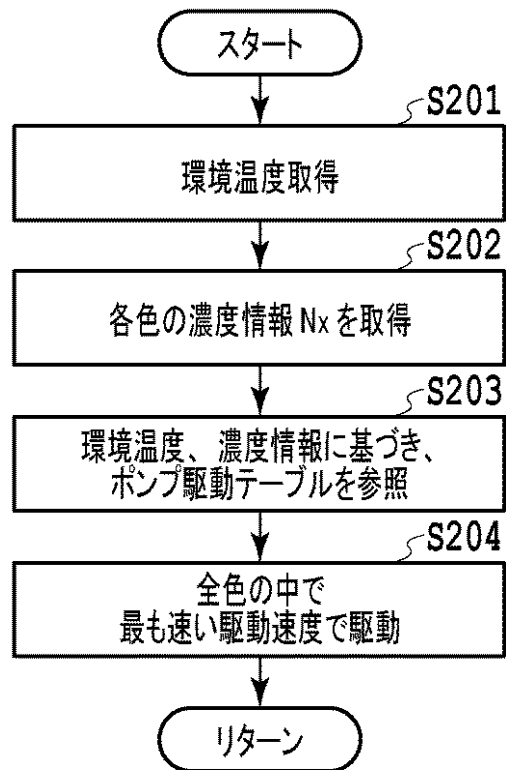 スタート
S201
環境温度取得
S202
各色の濃度情報 Nx を取得
S203
環境温度、濃度情報に基づき、
ポンプ駆動テーブルを参照
S204
全色の中で
最も速い駆動速度で駆動
リターン